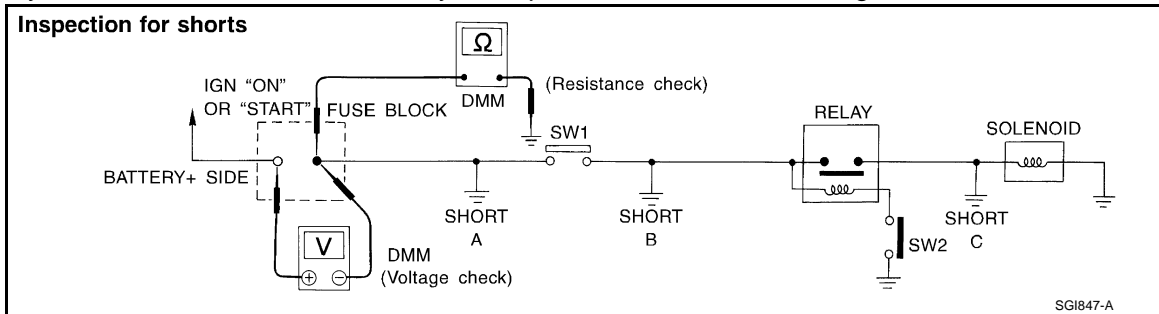 Inspection for shorts
Ω
DMM
(Resistance check)
IGN “ON”
OR “START”
FUSE BLOCK
BATTERY+ SIDE
SW1
RELAY
SOLENOID
SHORT
A
SHORT
B
SHORT
C
SW2
V
+ −
DMM
(Voltage check)
SGI847-A